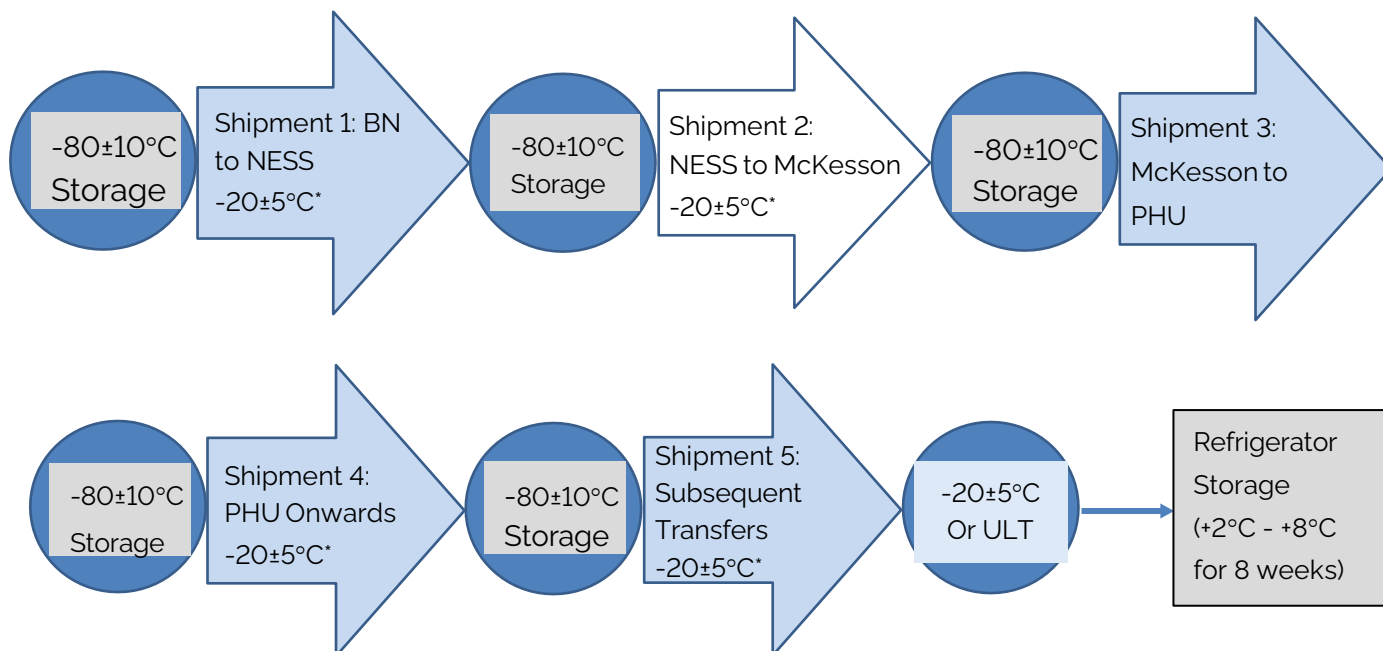 -80±10°C
Storage
Shipment 1: BN
to NESS
-20±5°C*
-80±10°C
Storage
Shipment 2:
NESS to McKesson
-20±5°C*
-80±10°C
Storage
Shipment 3:
McKesson to
PHU
-80±10°C
Storage
Shipment 4:
PHU Onwards
-20±5°C*
-80±10°C
Storage
Shipment 5:
Subsequent
Transfers
-20±5°C*
-20±5°C
Or ULT
Refrigerator
Storage
(+2°C - +8°C
for 8 weeks)